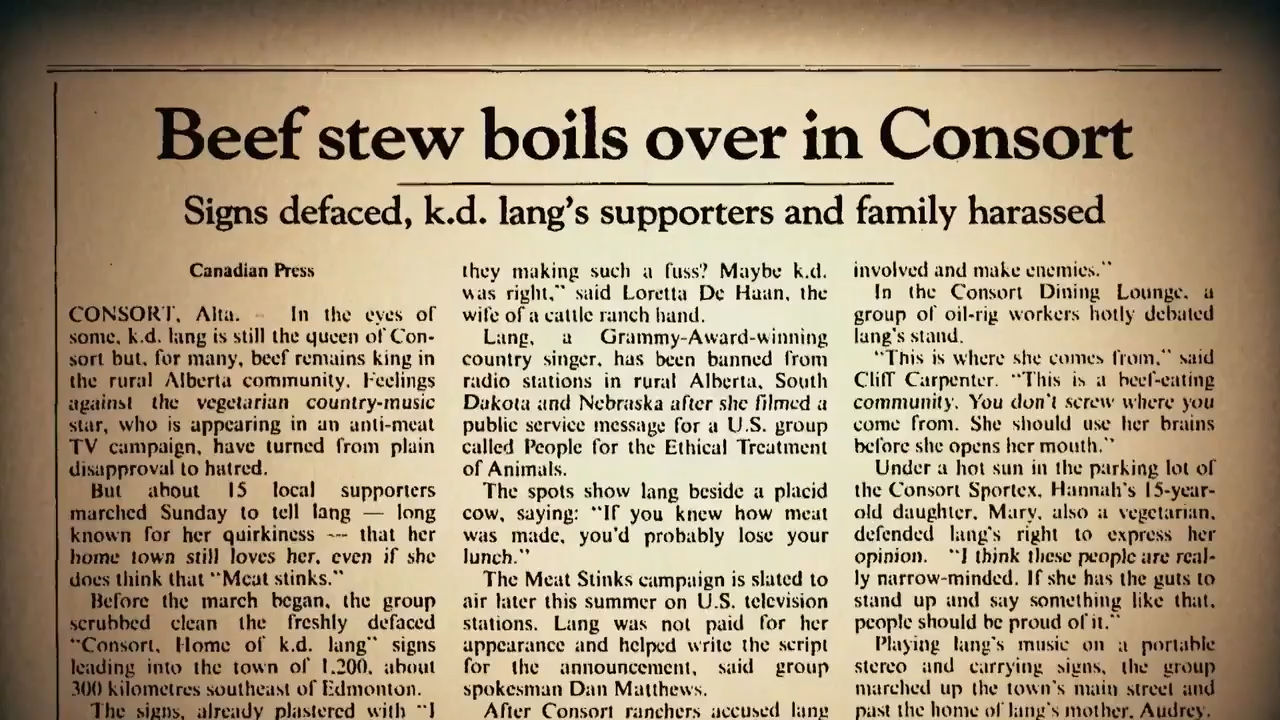 Beef stew boils over in Consort
Signs defaced, k.d. lang's supporters and family harassed
Canadian Press
CONSORT, Alta. — In the eyes of
some, k.d. lang is still the queen of Con-
sort but, for many, beef remains king in
the rural Alberta community. Feelings
against the vegetarian country-music
star, who is appearing in an anti-meat
TV campaign, have turned from plain
disapproval to hatred.
But about 15 local supporters
marched Sunday to tell lang — long
known for her quirkiness — that her
home town still loves her, even if she
does think that "Meat stinks."
Before the march began, the group
scrubbed clean the freshly defaced
"Consort, Home of k.d. lang" signs
leading into the town of 1,200, about
300 kilometres southeast of Edmonton.
The signs, already plastered with "I
they making such a fuss? Maybe k.d.
was right," said Loretta De Haan, the
wife of a cattle ranch hand.
Lang, a Grammy-Award-winning
country singer, has been banned from
radio stations in rural Alberta, South
Dakota and Nebraska after she filmed a
public service message for a U.S. group
called People for the Ethical Treatment
of Animals.
The spots show lang beside a placid
cow, saying: "If you knew how meat
was made, you'd probably lose your
lunch."
The Meat Stinks campaign is slated to
air later this summer on U.S. television
stations. Lang was not paid for her
appearance and helped write the script
for the announcement, said group
spokesman Dan Matthews.
After Consort ranchers accused lang
involved and make enemies."
In the Consort Dining Lounge, a
group of oil-rig workers hotly debated
lang's stand.
"This is where she comes from," said
Cliff Carpenter. "This is a beef-eating
community. You don't screw where you
come from. She should use her brains
before she opens her mouth."
Under a hot sun in the parking lot of
the Consort Sportex, Hannah's 15-year-
old daughter, Mary, also a vegetarian,
defended lang's right to express her
opinion. "I think these people are real-
ly narrow-minded. If she has the guts to
stand up and say something like that,
people should be proud of it."
Playing lang's music on a portable
stereo and carrying signs, the group
marched up the town's main street and
past the home of lang's mother, Audrey.